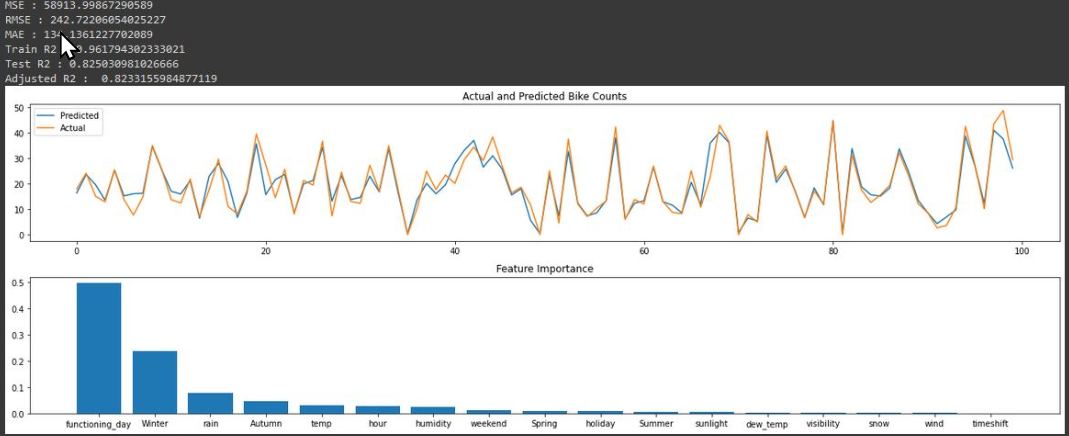 MSE : 58913.99867290589
RMSE : 242.72206054025227
MAE : 134.1361227702089
Train R2 : 0.961794302333021
Test R2 : 0.825030981026666
Adjusted R2 :  0.8233155984877119
Actual and Predicted Bike Counts
Predicted
Actual
50
40
30
20
10
0
0 20 40 60 80 100
Feature Importance
0.5
0.4
0.3
0.2
0.1
0.0
functioning_day Winter rain Autumn temp hour humidity weekend Spring holiday Summer sunlight dew_temp visibility snow wind timeshift